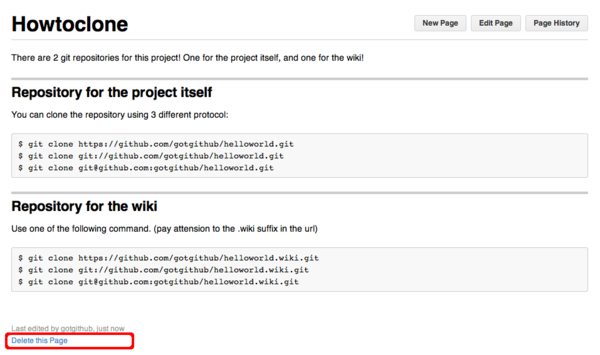 Howtoclone
New Page
Edit Page
Page History
There are 2 git repositories for this project! One for the project itself, and one for the wiki!
Repository for the project itself
You can clone the repository using 3 different protocol:
$ git clone https://github.com/gotgithub/helloworld.git
$ git clone git://github.com/gotgithub/helloworld.git
$ git clone git@github.com:gotgithub/helloworld.git
Repository for the wiki
Use one of the following command. (pay attension to the .wiki suffix in the url)
$ git clone https://github.com/gotgithub/helloworld.wiki.git
$ git clone git://github.com/gotgithub/helloworld.wiki.git
$ git clone git@github.com:gotgithub/helloworld.wiki.git
Last edited by gotgithub, just now
Delete this Page